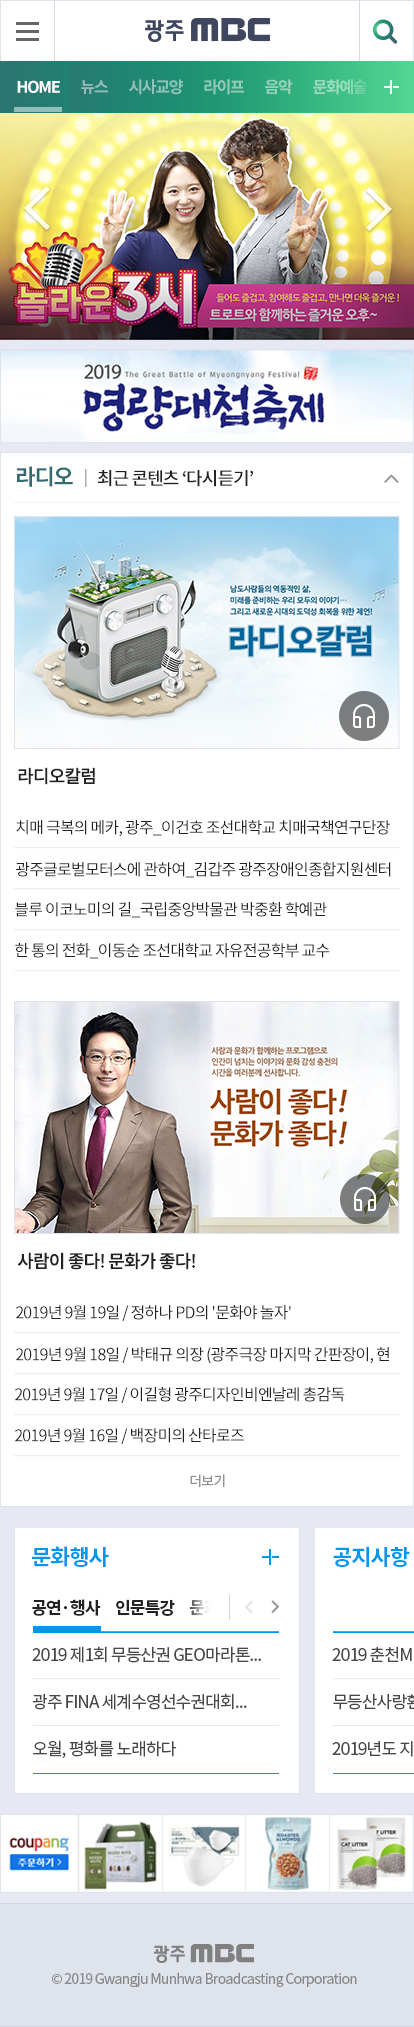 광주 MBC
HOME 뉴스 시사교양 라이프 음악 문화예술
놀라운 3시
들어도 즐겁고, 참여해도 즐겁고, 만나면 더욱 즐거운 !
트로트와 함께하는 즐거운 오후~
2019 The Great Battle of Myeongnyang Festival
명량대첩축제
라디오 | 최근 콘텐츠 ‘다시듣기’
남도사람들의 역동적인 삶,
미래를 준비하는 우리 모두의 이야기…
그리고 새로운 시대의 도덕성 회복을 위한 제언!
라디오칼럼
라디오칼럼
치매 극복의 메카, 광주_이건호 조선대학교 치매국책연구단장
광주글로벌모터스에 관하여_김갑주 광주장애인종합지원센터
블루 이코노미의 길_국립중앙박물관 박중환 학예관
한 통의 전화_이동순 조선대학교 자유전공학부 교수
사람과 문화가 함께하는 프로그램으로
인간미 넘치는 이야기와 문화 감성 충전의
시간을 여러분께 선사합니다.
사람이 좋다!
문화가 좋다!
사람이 좋다! 문화가 좋다!
2019년 9월 19일 / 정하나 PD의 '문화야 놀자'
2019년 9월 18일 / 박태규 의장 (광주극장 마지막 간판장이, 현
2019년 9월 17일 / 이길형 광주디자인비엔날레 총감독
2019년 9월 16일 / 백장미의 산타로즈
더보기
문화행사
공연·행사 인문특강 문
2019 제1회 무등산권 GEO마라톤...
광주 FINA 세계수영선수권대회...
오월, 평화를 노래하다
공지사항
2019 춘천M
무등산사랑환
2019년도 지
coupang
주문하기 >
ROASTED
ALMONDS
CAT LITTER
CAT LITTER
광주 MBC
© 2019 Gwangju Munhwa Broadcasting Corporation